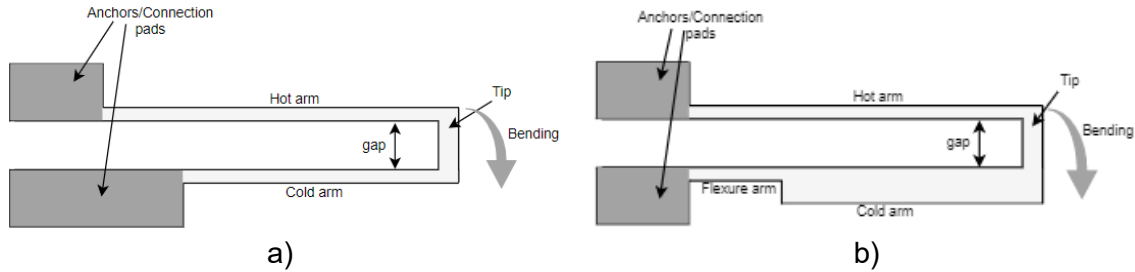 Anchors/Connection
pads
Hot arm
Tip
gap
Bending
Cold arm
a)
Anchors/Connection
pads
Hot arm
Tip
gap
Bending
Flexure arm
Cold arm
b)